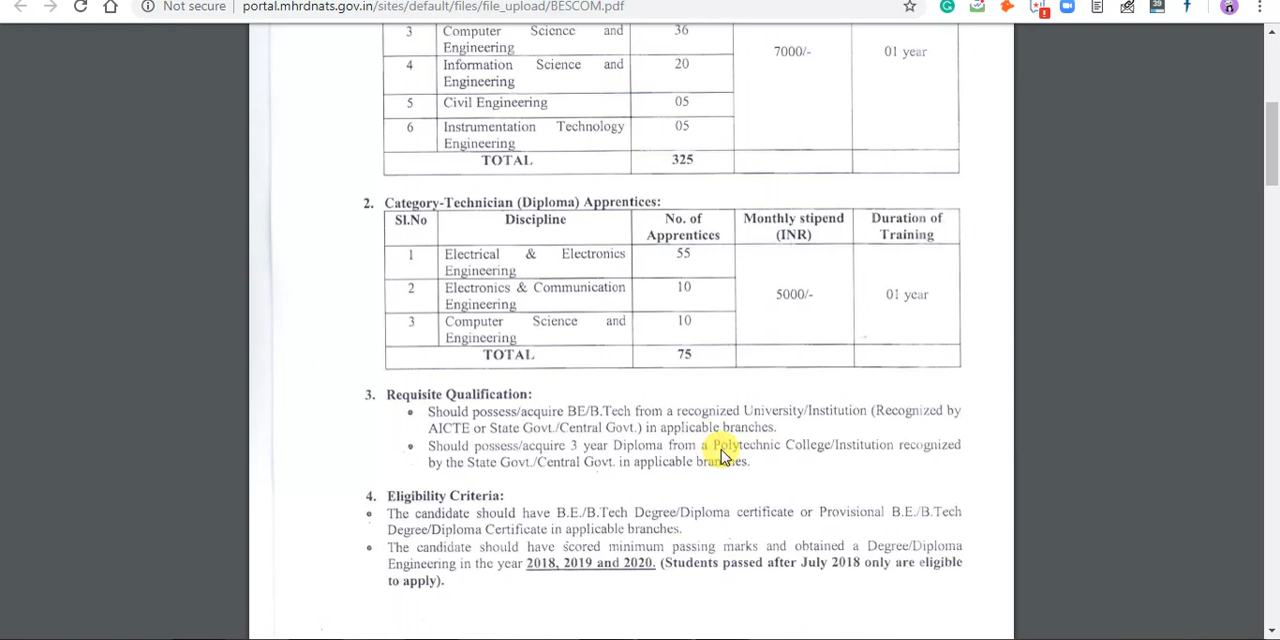 Not secure portal.mhrdnats.gov.in/sites/default/files/file_upload/BESCOM.pdf
39
3 Computer Science and 36
Engineering
7000/- 01 year
4 Information Science and 20
Engineering
5 Civil Engineering 05
6 Instrumentation Technology 05
Engineering
TOTAL 325
2. Category-Technician (Diploma) Apprentices:
Sl.No Discipline No. of Monthly stipend Duration of
Apprentices (INR) Training
1 Electrical & Electronics 55
Engineering
2 Electronics & Communication 10
Engineering 5000/- 01 year
3 Computer Science and 10
Engineering
TOTAL 75
3. Requisite Qualification:
• Should possess/acquire BE/B.Tech from a recognized University/Institution (Recognized by
AICTE or State Govt./Central Govt.) in applicable branches.
• Should possess/acquire 3 year Diploma from a Polytechnic College/Institution recognized
by the State Govt./Central Govt. in applicable branches.
4. Eligibility Criteria:
• The candidate should have B.E./B.Tech Degree/Diploma certificate or Provisional B.E./B.Tech
Degree/Diploma Certificate in applicable branches.
• The candidate should have scored minimum passing marks and obtained a Degree/Diploma
Engineering in the year 2018, 2019 and 2020. (Students passed after July 2018 only are eligible
to apply).